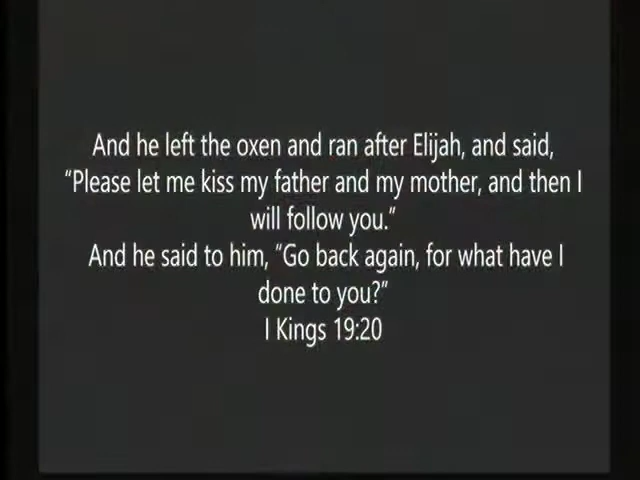 And he left the oxen and ran after Elijah, and said,
“Please let me kiss my father and my mother, and then I
will follow you.”
And he said to him, “Go back again, for what have I
done to you?”
I Kings 19:20